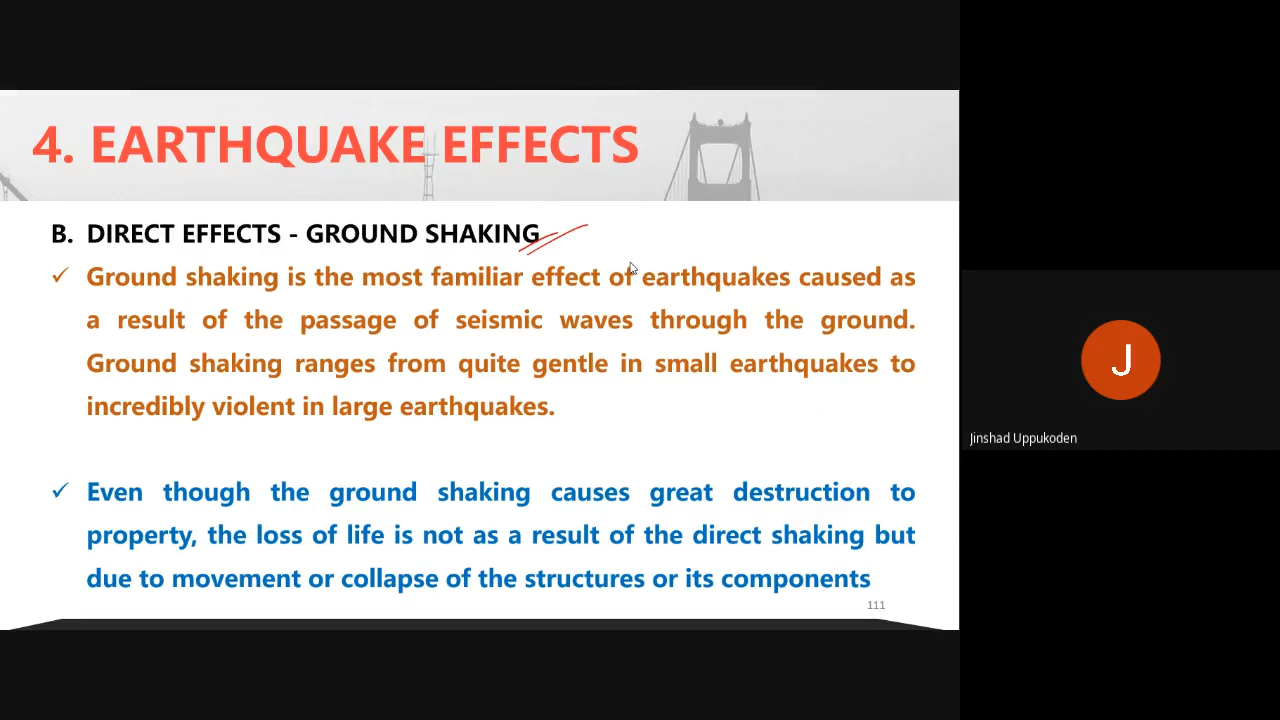 4. EARTHQUAKE EFFECTS
B. DIRECT EFFECTS - GROUND SHAKING
✓ Ground shaking is the most familiar effect of earthquakes caused as
a result of the passage of seismic waves through the ground.
Ground shaking ranges from quite gentle in small earthquakes to
incredibly violent in large earthquakes.
✓ Even though the ground shaking causes great destruction to
property, the loss of life is not as a result of the direct shaking but
due to movement or collapse of the structures or its components
111
J
Jinshad Uppukoden